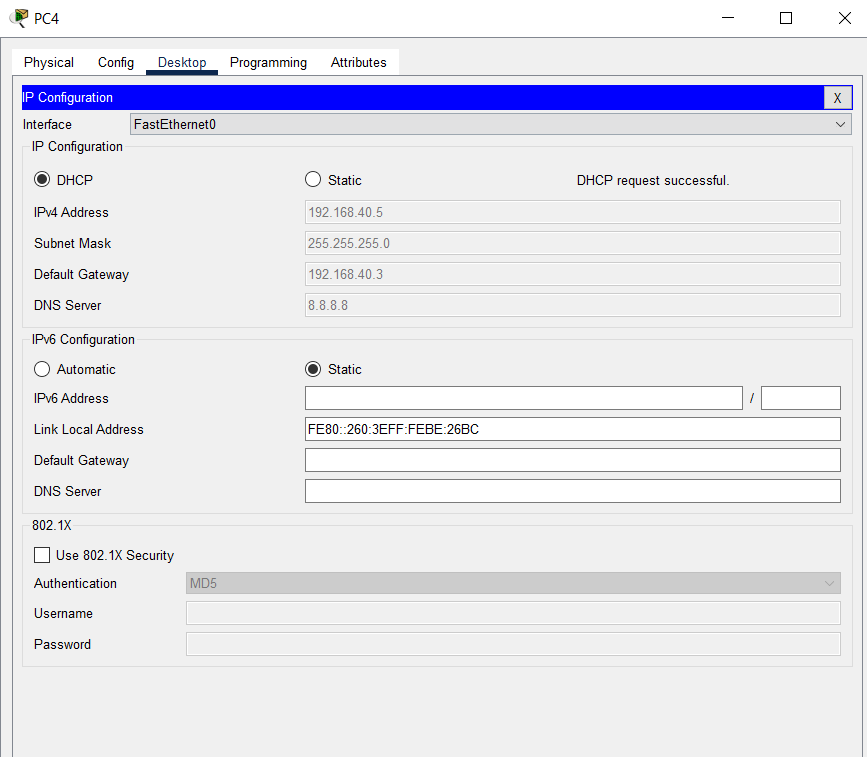 PC4
Physical Config Desktop Programming Attributes
IP Configuration X
Interface FastEthernet0
IP Configuration
DHCP Static DHCP request successful.
IPv4 Address 192.168.40.5
Subnet Mask 255.255.255.0
Default Gateway 192.168.40.3
DNS Server 8.8.8.8
IPv6 Configuration
Automatic Static
IPv6 Address /
Link Local Address FE80::260:3EFF:FEBE:26BC
Default Gateway
DNS Server
802.1X
Use 802.1X Security
Authentication MD5
Username
Password